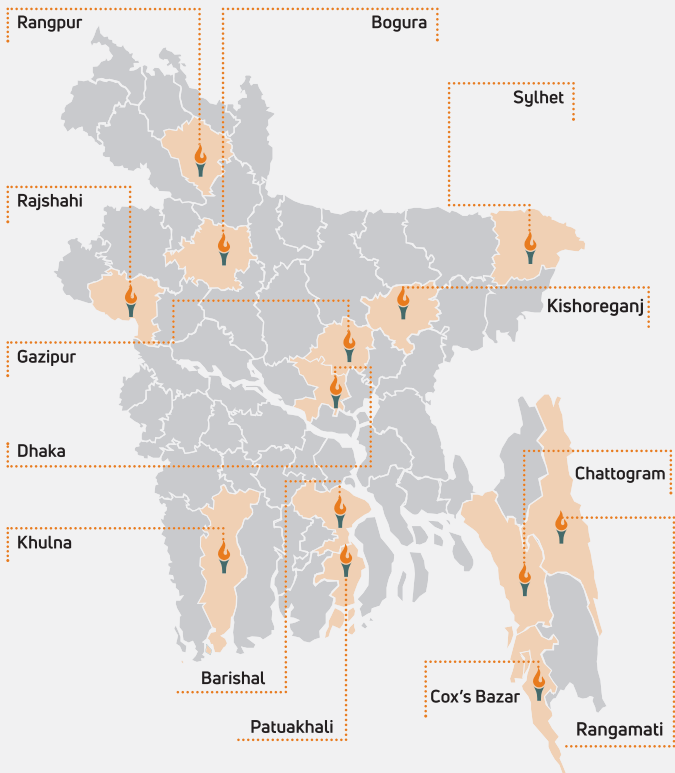 Rangpur
Bogura
Sylhet
Rajshahi
Kishoreganj
Gazipur
Dhaka
Chattogram
Khulna
Barishal
Cox's Bazar
Patuakhali
Rangamati